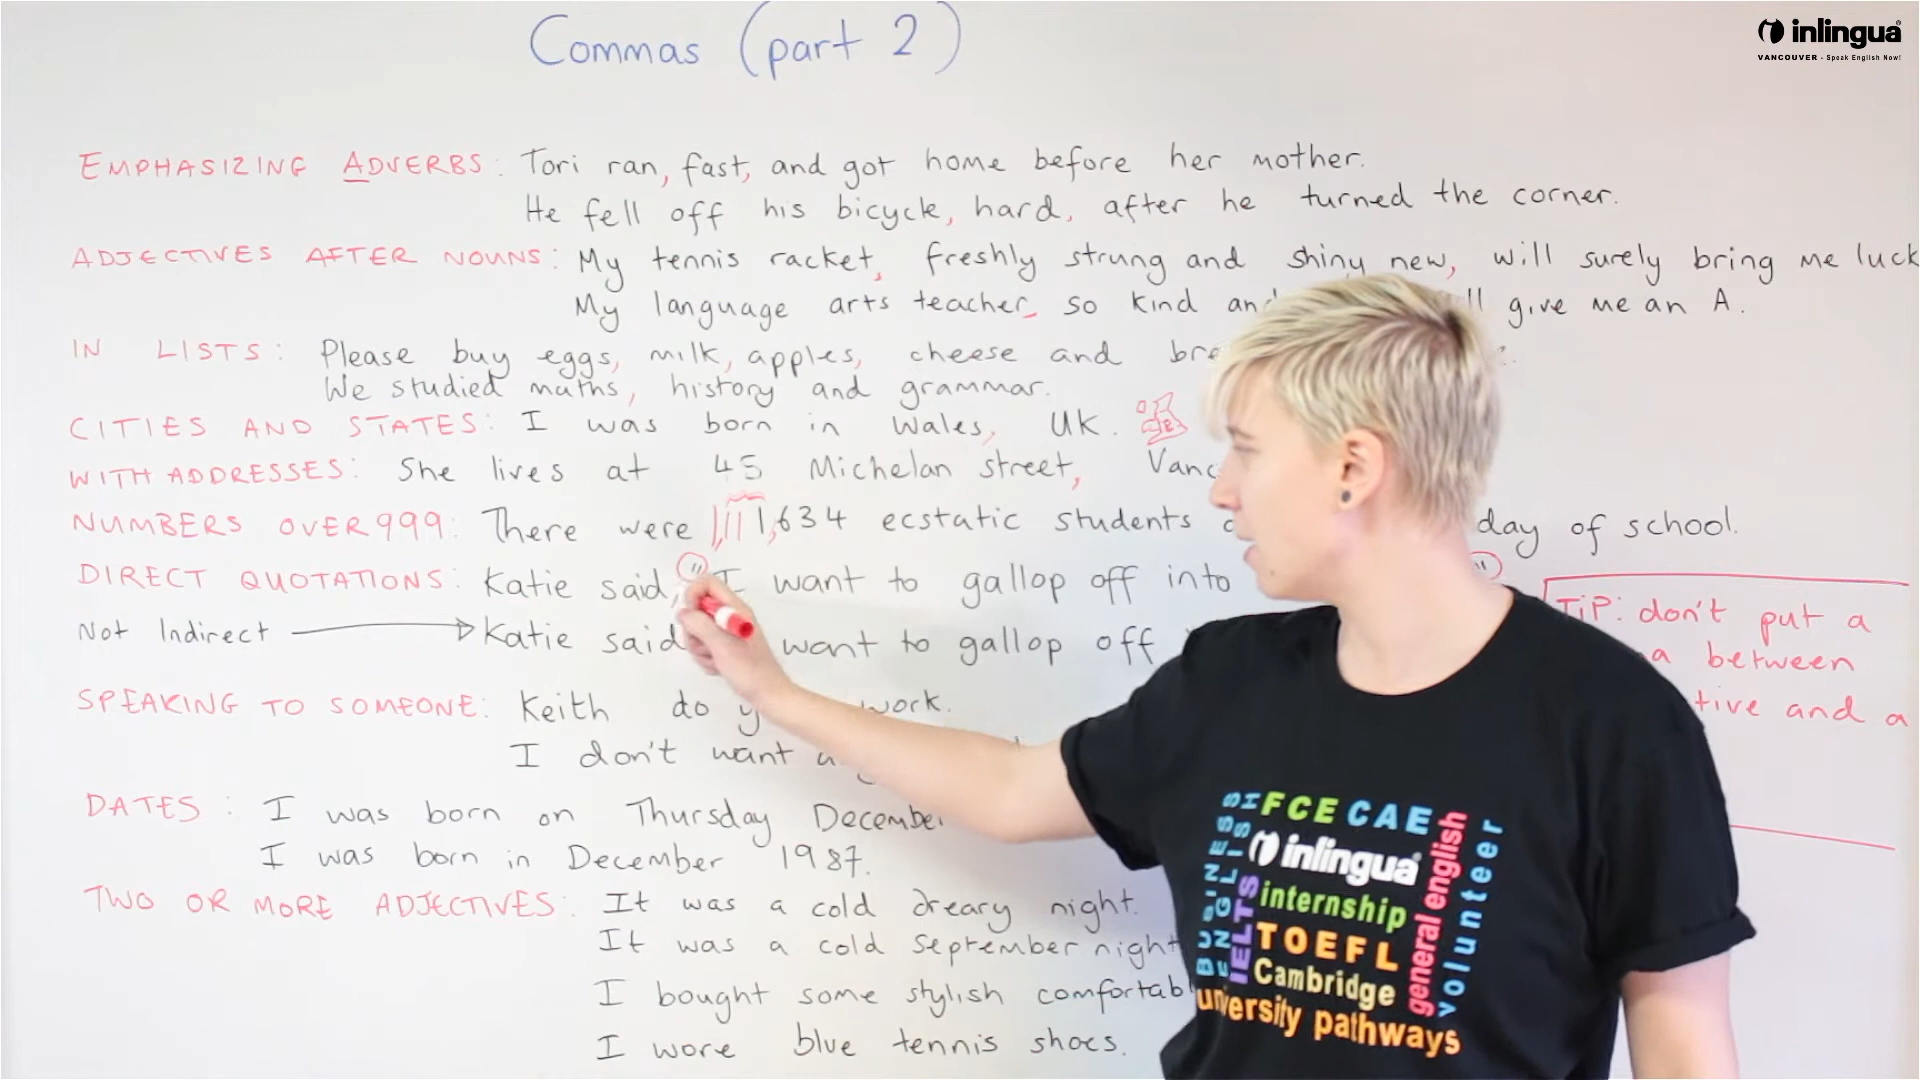 Commas (part 2)
inlingua®
VANCOUVER - Speak English Now!
EMPHASIZING ADVERBS: Tori ran, fast, and got home before her mother.
He fell off his bicycle, hard, after he turned the corner.
ADJECTIVES AFTER NOUNS: My tennis racket, freshly strung and shiny new, will surely bring me luck
My language arts teacher, so kind and give me an A.
IN LISTS: Please buy eggs, milk, apples, cheese and
We studied maths, history and grammar.
CITIES AND STATES: I was born in Wales, UK.
WITH ADDRESSES: She lives at 45 Michelan street,
NUMBERS OVER 999: There were 1,111,634 ecstatic students day of school.
DIRECT QUOTATIONS: Katie said, " I want to gallop off into "
Not Indirect → Katie said want to gallop off
TIP: don't put a
between
and a
SPEAKING TO SOMEONE: Keith do work.
I don't want
DATES: I was born on Thursday December
I was born in December 1987.
TWO OR MORE ADJECTIVES: It was a cold dreary night.
It was a cold September night
I bought some stylish
I wore blue tennis shoes.
BUSINESS
ENGLISH
IELTS
FCE CAE
inlingua
internship
TOEFL
Cambridge
university pathways
general english
volunteer